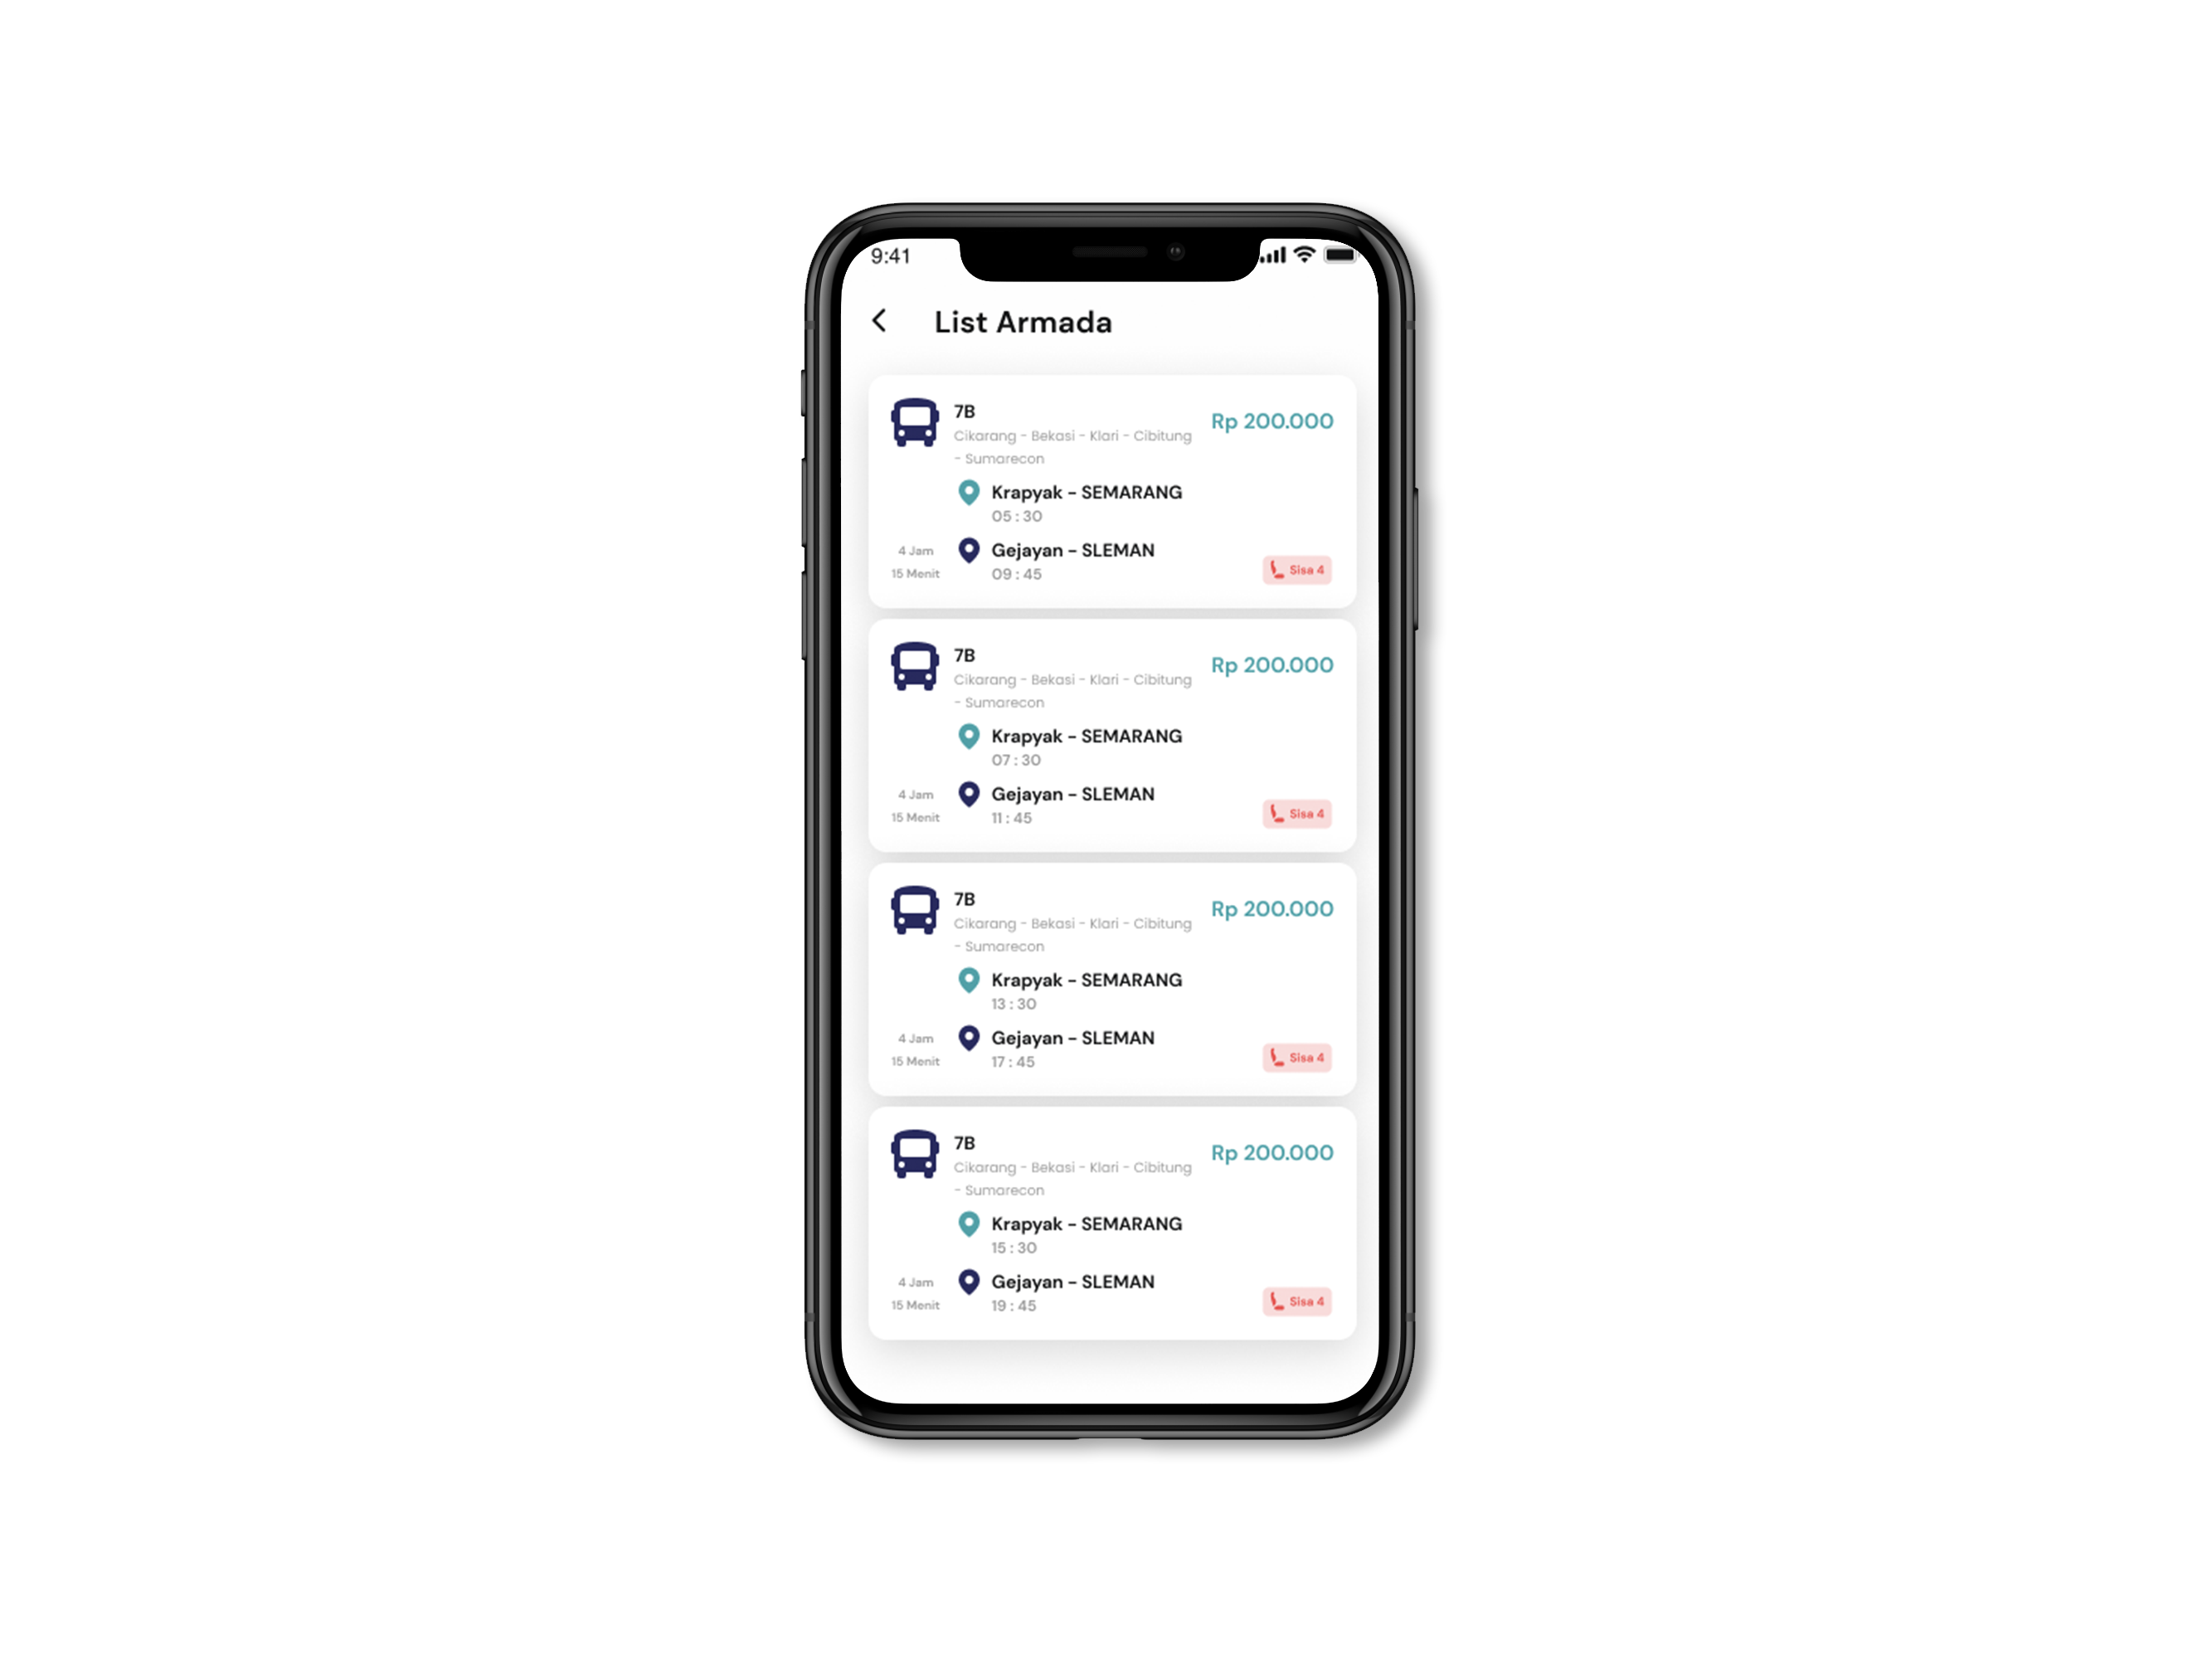 9:41
List Armada
7B
Rp 200.000
Cikarang - Bekasi - Klari - Cibitung
- Sumarecon
Krapyak - SEMARANG
05 : 30
4 Jam
Gejayan - SLEMAN
15 Menit
09 : 45
Sisa 4
7B
Rp 200.000
Cikarang - Bekasi - Klari - Cibitung
- Sumarecon
Krapyak - SEMARANG
07 : 30
4 Jam
Gejayan - SLEMAN
15 Menit
11 : 45
Sisa 4
7B
Rp 200.000
Cikarang - Bekasi - Klari - Cibitung
- Sumarecon
Krapyak - SEMARANG
13 : 30
4 Jam
Gejayan - SLEMAN
15 Menit
17 : 45
Sisa 4
7B
Rp 200.000
Cikarang - Bekasi - Klari - Cibitung
- Sumarecon
Krapyak - SEMARANG
15 : 30
4 Jam
Gejayan - SLEMAN
15 Menit
19 : 45
Sisa 4